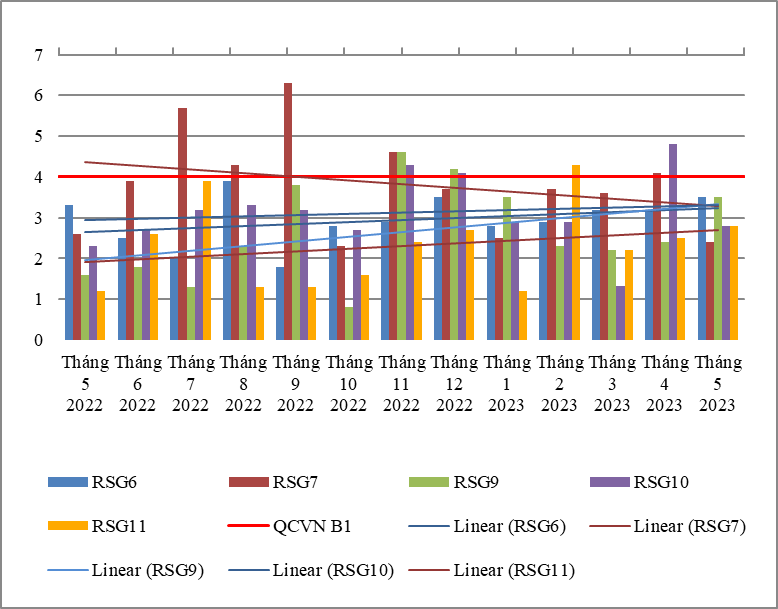 7
6
5
4
3
2
1
0
Tháng Tháng Tháng Tháng Tháng Tháng Tháng Tháng Tháng Tháng Tháng Tháng Tháng
5 6 7 8 9 10 11 12 1 2 3 4 5
2022 2022 2022 2022 2022 2022 2022 2022 2023 2023 2023 2023 2023
RSG6 RSG7 RSG9 RSG10
RSG11 QCVN B1 Linear (RSG6) Linear (RSG7)
Linear (RSG9) Linear (RSG10) Linear (RSG11)